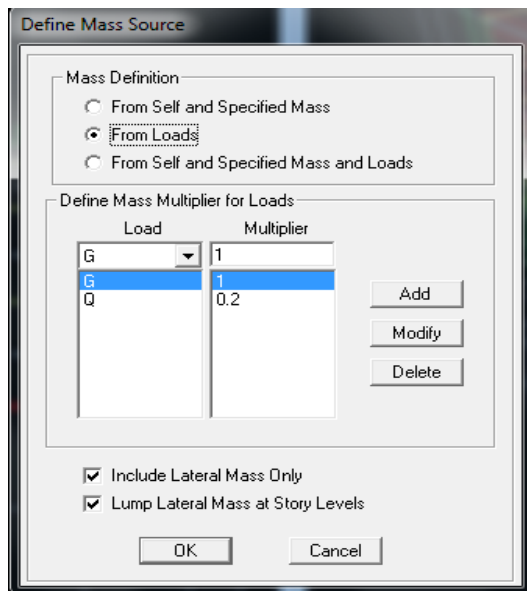 Define Mass Source
Mass Definition
From Self and Specified Mass
From Loads
From Self and Specified Mass and Loads
Define Mass Multiplier for Loads
Load Multiplier
G 1
G 1
Q 0.2
Add
Modify
Delete
Include Lateral Mass Only
Lump Lateral Mass at Story Levels
OK Cancel